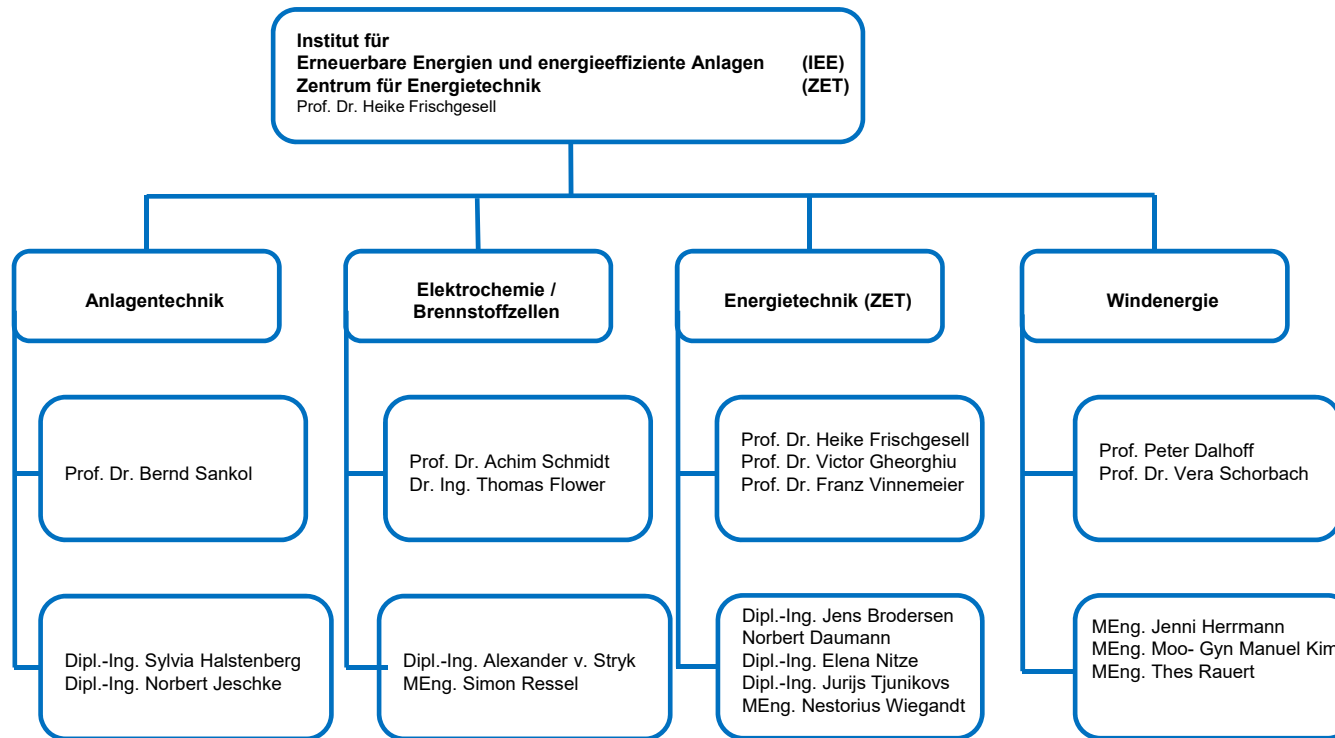 Institut für
Erneuerbare Energien und energieeffiziente Anlagen (IEE)
Zentrum für Energietechnik (ZET)
Prof. Dr. Heike Frischgesell
Anlagentechnik
Elektrochemie /
Brennstoffzellen
Energietechnik (ZET)
Windenergie
Prof. Dr. Bernd Sankol
Prof. Dr. Achim Schmidt
Dr. Ing. Thomas Flower
Prof. Dr. Heike Frischgesell
Prof. Dr. Victor Gheorghiu
Prof. Dr. Franz Vinnemeier
Prof. Peter Dalhoff
Prof. Dr. Vera Schorbach
Dipl.-Ing. Sylvia Halstenberg
Dipl.-Ing. Norbert Jeschke
Dipl.-Ing. Alexander v. Stryk
MEng. Simon Ressel
Dipl.-Ing. Jens Brodersen
Norbert Daumann
Dipl.-Ing. Elena Nitze
Dipl.-Ing. Jurijs Tjunikovs
MEng. Nestorius Wiegandt
MEng. Jenni Herrmann
MEng. Moo- Gyn Manuel Kim
MEng. Thes Rauert